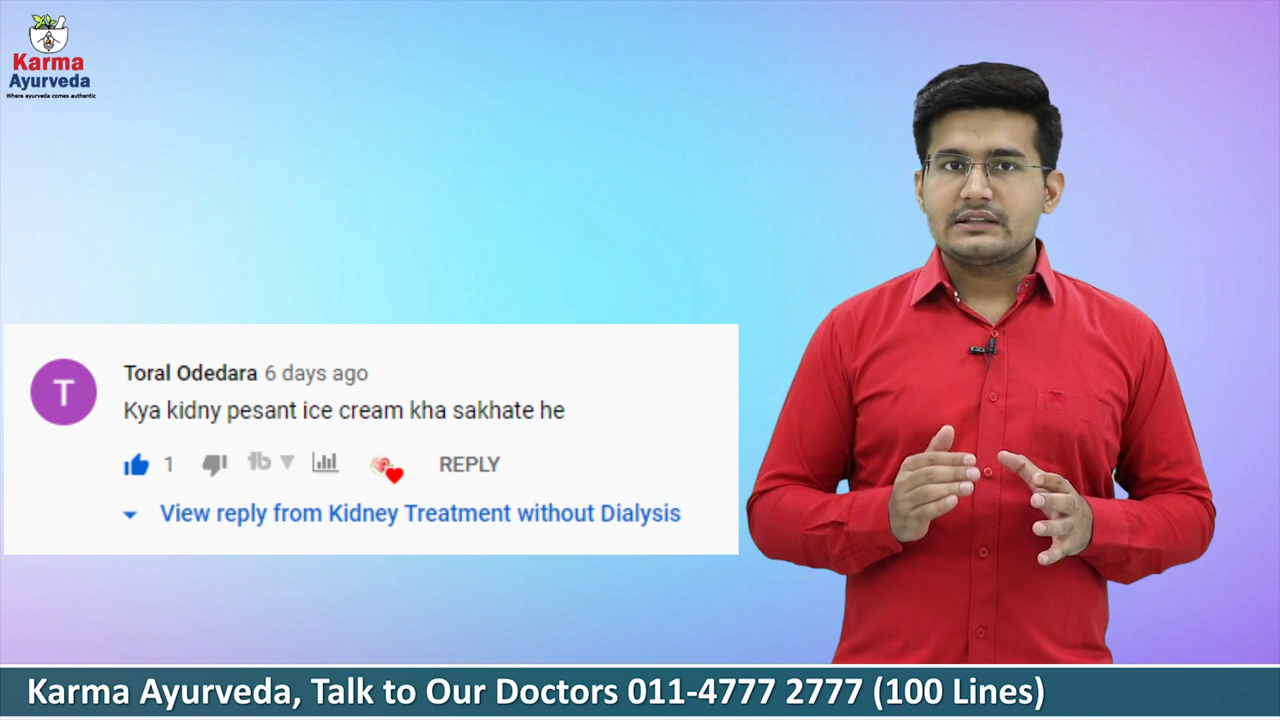 Karma
Ayurveda
Where ayurveda comes authentic
T
Toral Odedara 6 days ago
Kya kidny pesant ice cream kha sakhate he
1
REPLY
View reply from Kidney Treatment without Dialysis
Karma Ayurveda, Talk to Our Doctors 011-4777 2777 (100 Lines)